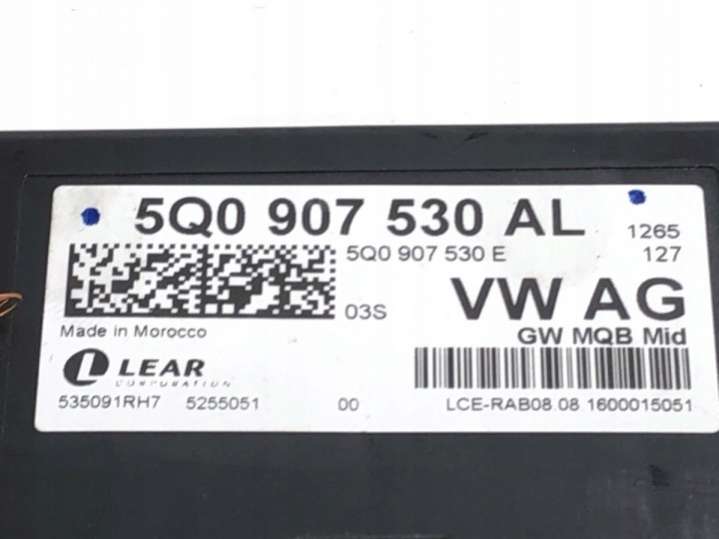 5Q0 907 530 AL
1265
5Q0 907 530 E
127
03S
VW AG
Made in Morocco
GW MQB Mid
LEAR
CORPORATION
535091RH7 5255051 00 LCE-RAB08.08 1600015051